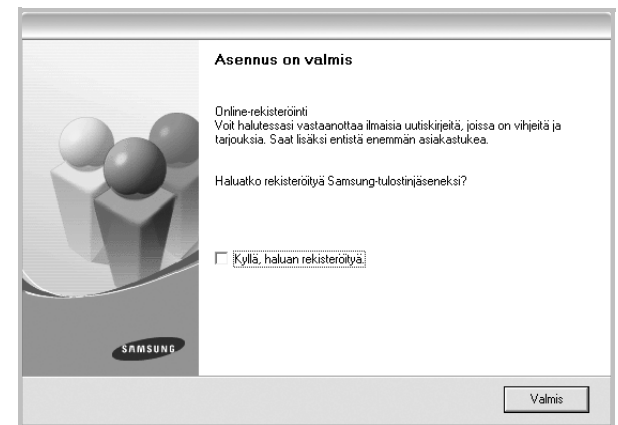 Asennus on valmis
Online-rekisteröinti
Voit halutessasi vastaanottaa ilmaisia uutiskirjeitä, joissa on vihjeitä ja
tarjouksia. Saat lisäksi entistä enemmän asiakastukea.
Haluatko rekisteröityä Samsung-tulostinjäseneksi?
Kyllä, haluan rekisteröityä.
SAMSUNG
Valmis